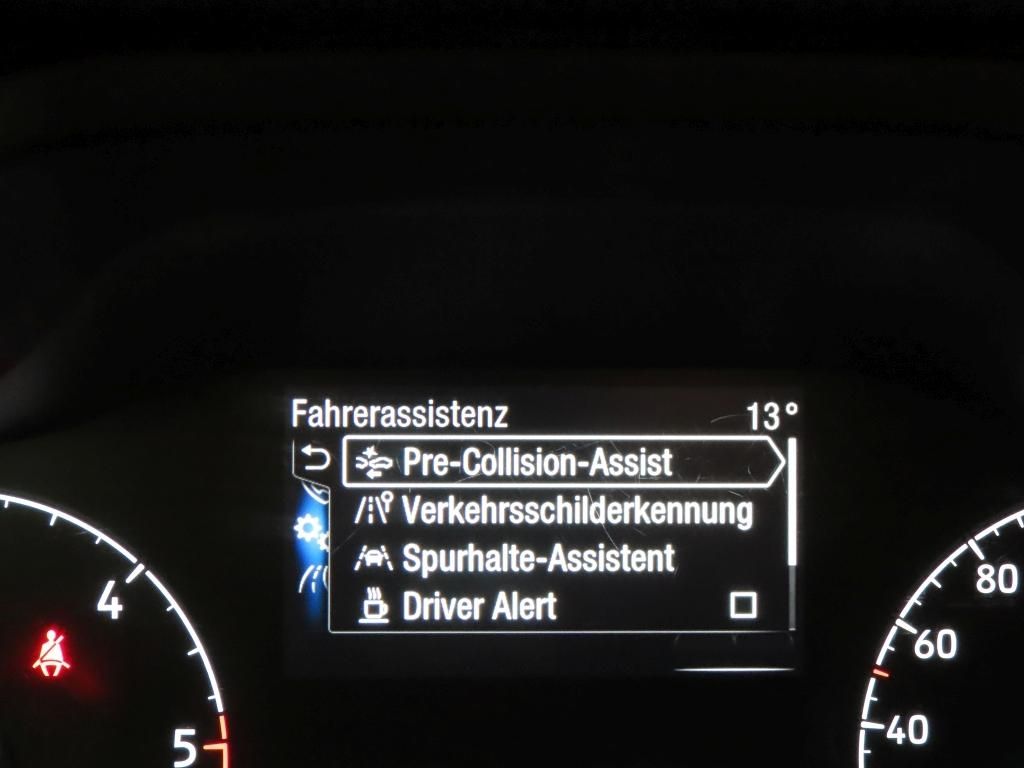 Fahrerassistenz 13°
Pre-Collision-Assist
Verkehrsschilderkennung
Spurhalte-Assistent
Driver Alert
4
5
80
60
40